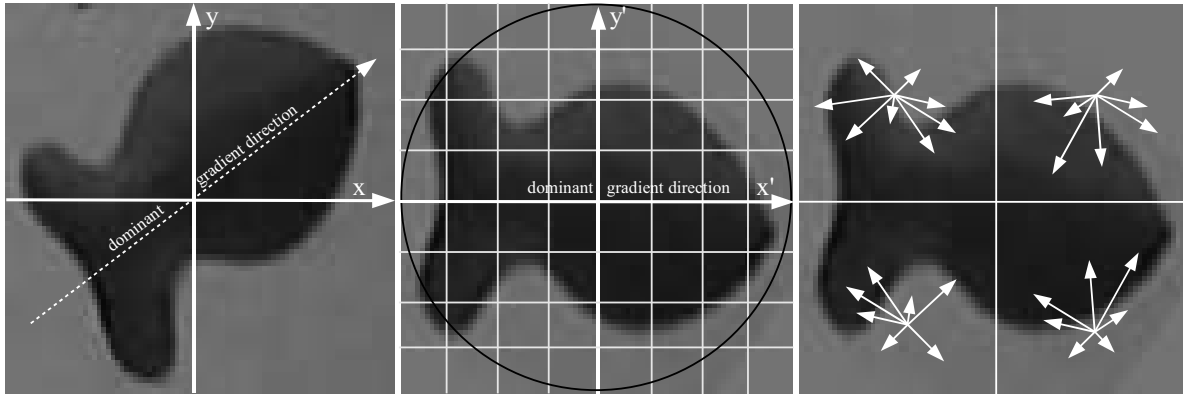 y
x
dominant
gradient direction
y'
x'
dominant gradient direction